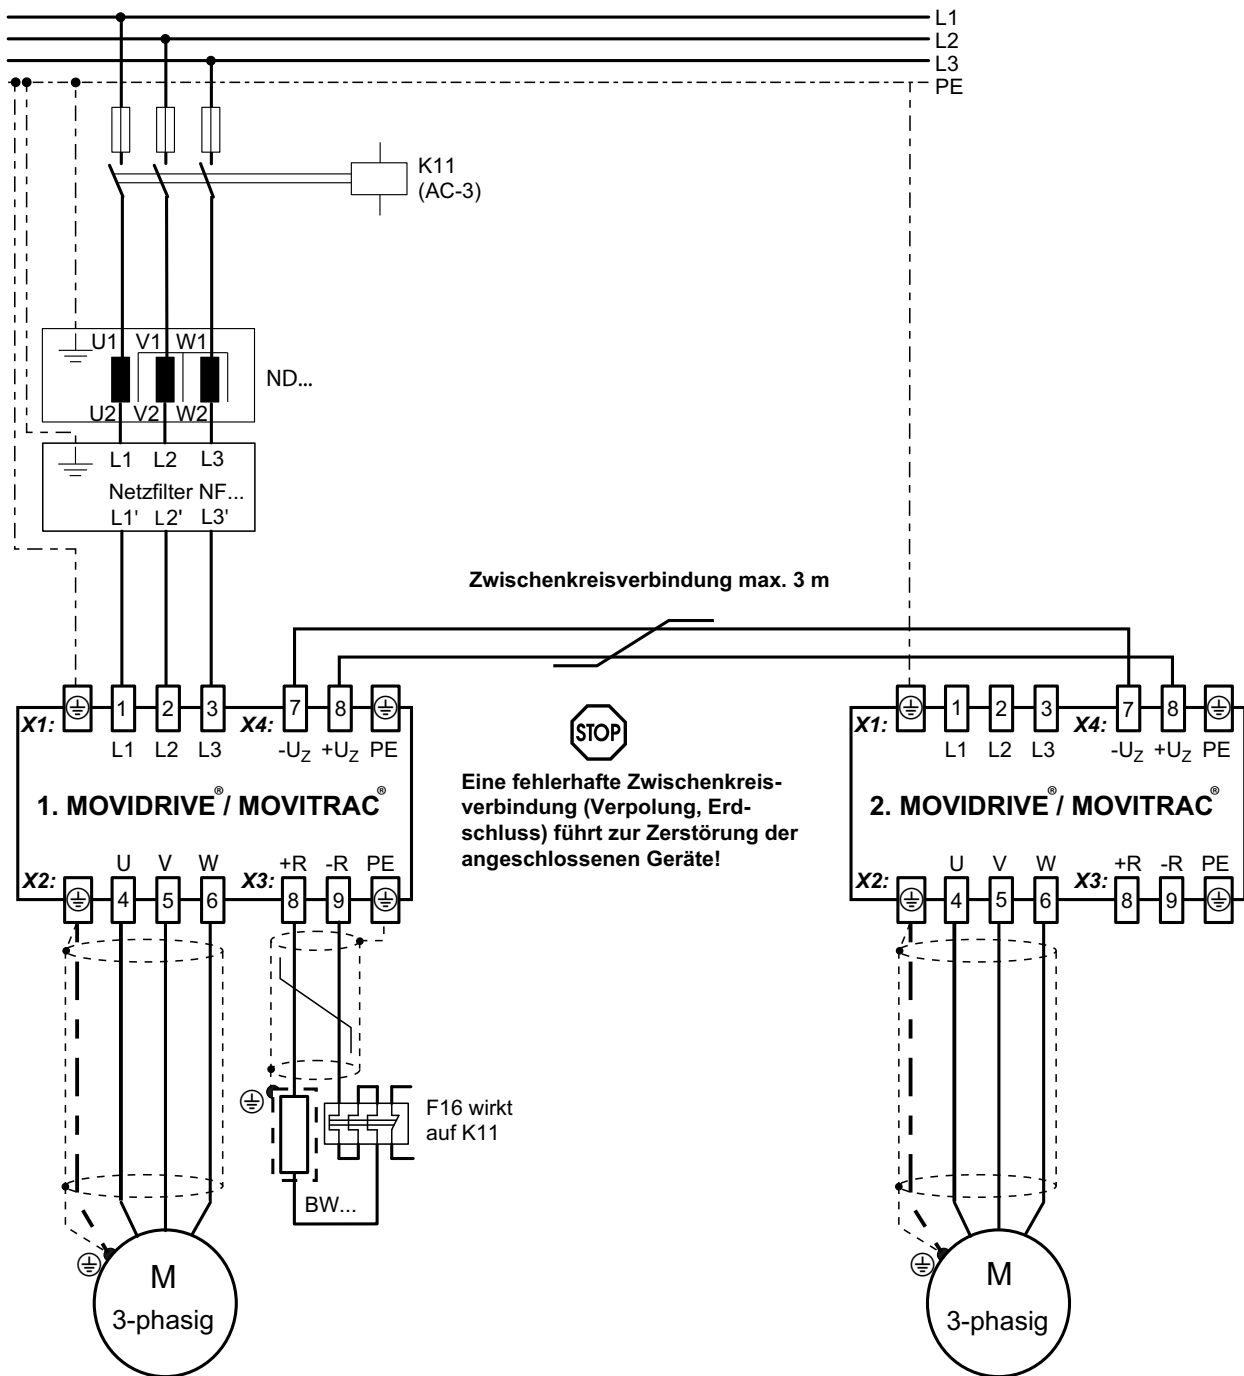 L1
L2
L3
PE
K11
(AC-3)
U1 V1 W1
ND...
U2 V2 W2
L1 L2 L3
Netzfilter NF...
L1' L2' L3'
Zwischenkreisverbindung max. 3 m
1 2 3 7 8
X1: X4:
L1 L2 L3 -UZ +UZ PE
1. MOVIDRIVE® / MOVITRAC®
U V W +R -R PE
X2: X3:
4 5 6 8 9
STOP
Eine fehlerhafte Zwischenkreis-
verbindung (Verpolung, Erd-
schluss) führt zur Zerstörung der
angeschlossenen Geräte!
1 2 3 7 8
X1: X4:
L1 L2 L3 -UZ +UZ PE
2. MOVIDRIVE® / MOVITRAC®
U V W +R -R PE
X2: X3:
4 5 6 8 9
F16 wirkt
auf K11
BW...
M
3-phasig
M
3-phasig